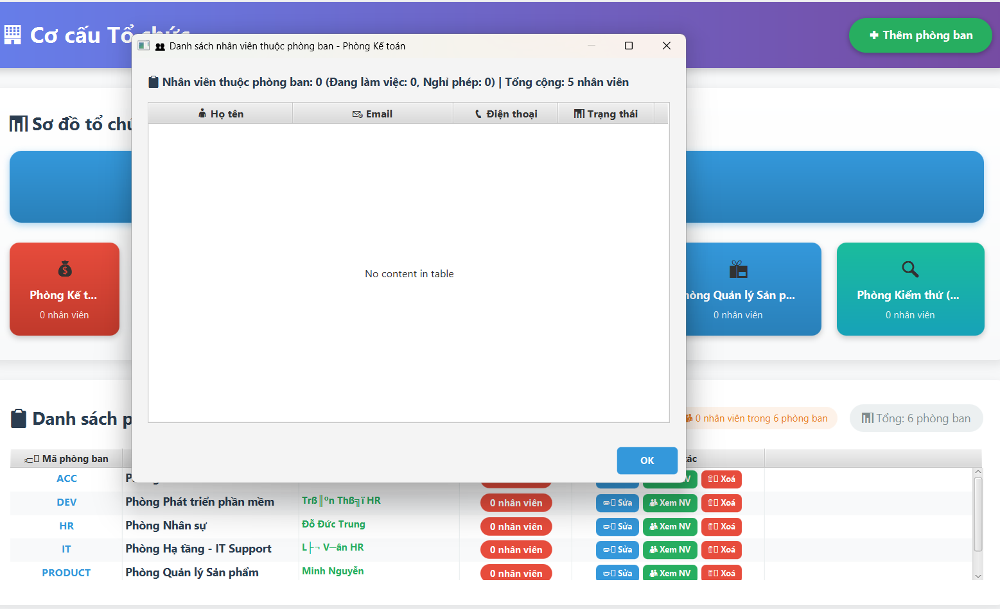 Cơ cấu Tổ chức
Thêm phòng ban
Danh sách nhân viên thuộc phòng ban - Phòng Kế toán
Nhân viên thuộc phòng ban: 0 (Đang làm việc: 0, Nghỉ phép: 0) | Tổng cộng: 5 nhân viên
Họ tên Email Điện thoại Trạng thái
No content in table
OK
Sơ đồ tổ
Phòng Kế t...
0 nhân viên
Quản lý Sản p...
0 nhân viên
Phòng Kiểm thử (...
0 nhân viên
Danh sách
0 nhân viên trong 6 phòng ban
Tổng: 6 phòng ban
Mã phòng ban
ACC Xoá
DEV Phòng Phát triển phần mềm Trß║ºn Thß╗ï HR 0 nhân viên Sửa Xem NV Xoá
HR Phòng Nhân sự Đỗ Đức Trung 0 nhân viên Sửa Xem NV Xoá
IT Phòng Hạ tầng - IT Support L├¬ V─ân HR 0 nhân viên Sửa Xem NV Xoá
PRODUCT Phòng Quản lý Sản phẩm Minh Nguyễn 0 nhân viên Sửa Xem NV Xoá